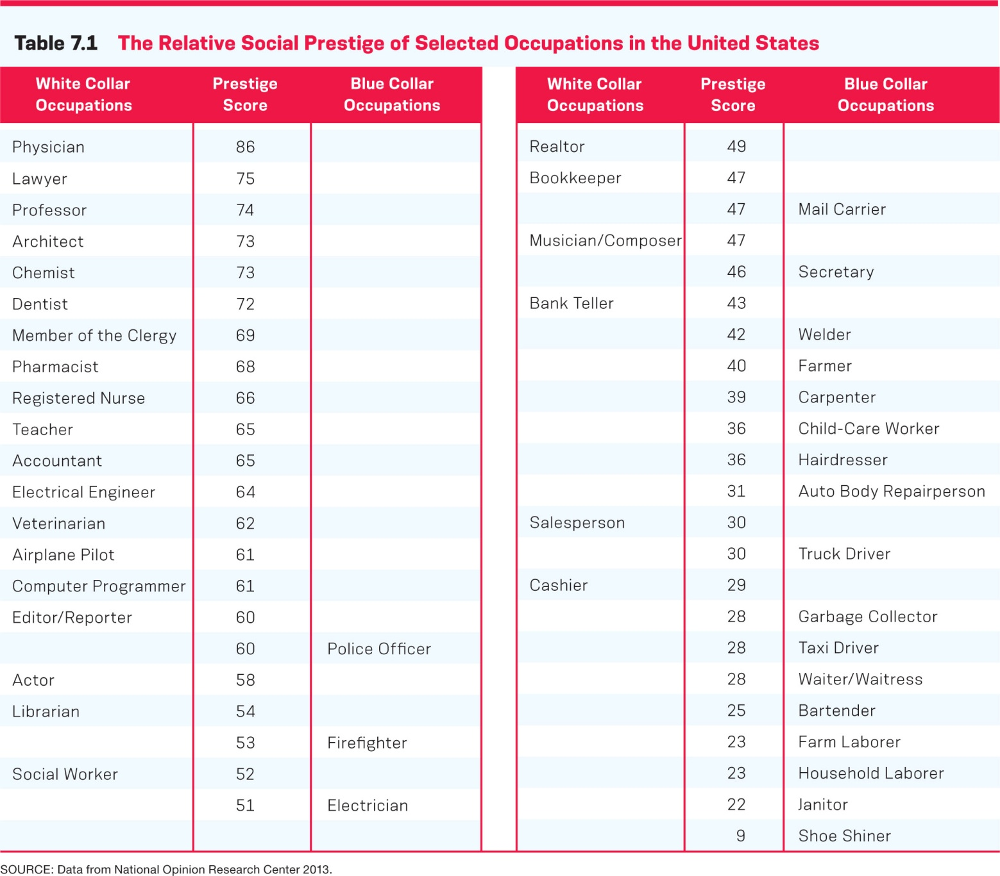 Table 7.1 The Relative Social Prestige of Selected Occupations in the United States
White Collar Occupations Prestige Score Blue Collar Occupations
Physician 86
Lawyer 75
Professor 74
Architect 73
Chemist 73
Dentist 72
Member of the Clergy 69
Pharmacist 68
Registered Nurse 66
Teacher 65
Accountant 65
Electrical Engineer 64
Veterinarian 62
Airplane Pilot 61
Computer Programmer 61
Editor/Reporter 60
60 Police Officer
Actor 58
Librarian 54
53 Firefighter
Social Worker 52
51 Electrician
White Collar Occupations Prestige Score Blue Collar Occupations
Realtor 49
Bookkeeper 47
47 Mail Carrier
Musician/Composer 47
46 Secretary
Bank Teller 43
42 Welder
40 Farmer
39 Carpenter
36 Child-Care Worker
36 Hairdresser
31 Auto Body Repairperson
Salesperson 30
30 Truck Driver
Cashier 29
28 Garbage Collector
28 Taxi Driver
28 Waiter/Waitress
25 Bartender
23 Farm Laborer
23 Household Laborer
22 Janitor
9 Shoe Shiner
SOURCE: Data from National Opinion Research Center 2013.